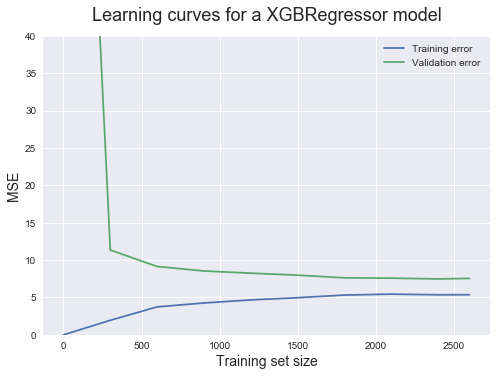 Learning curves for a XGBRegressor model
Training error
Validation error
MSE
40
35
30
25
20
15
10
5
0
0 500 1000 1500 2000 2500
Training set size